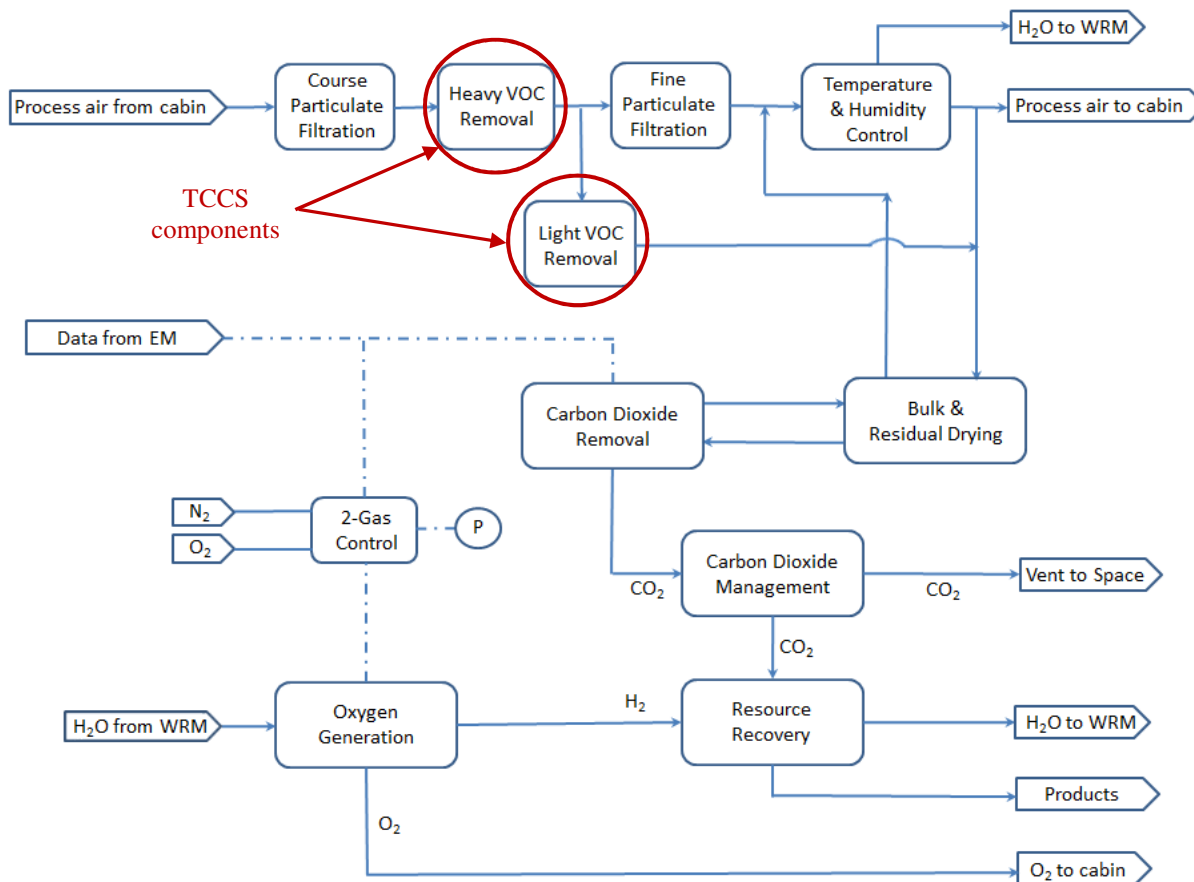 H₂O to WRM
Process air from cabin
Course
Particulate
Filtration
Heavy VOC
Removal
Fine
Particulate
Filtration
Temperature
& Humidity
Control
Process air to cabin
TCCS
components
Light VOC
Removal
Data from EM
Carbon Dioxide
Removal
Bulk &
Residual Drying
N₂
O₂
2-Gas
Control
P
CO₂
Carbon Dioxide
Management
CO₂
Vent to Space
CO₂
H₂O from WRM
Oxygen
Generation
H₂
Resource
Recovery
H₂O to WRM
Products
O₂
O₂ to cabin